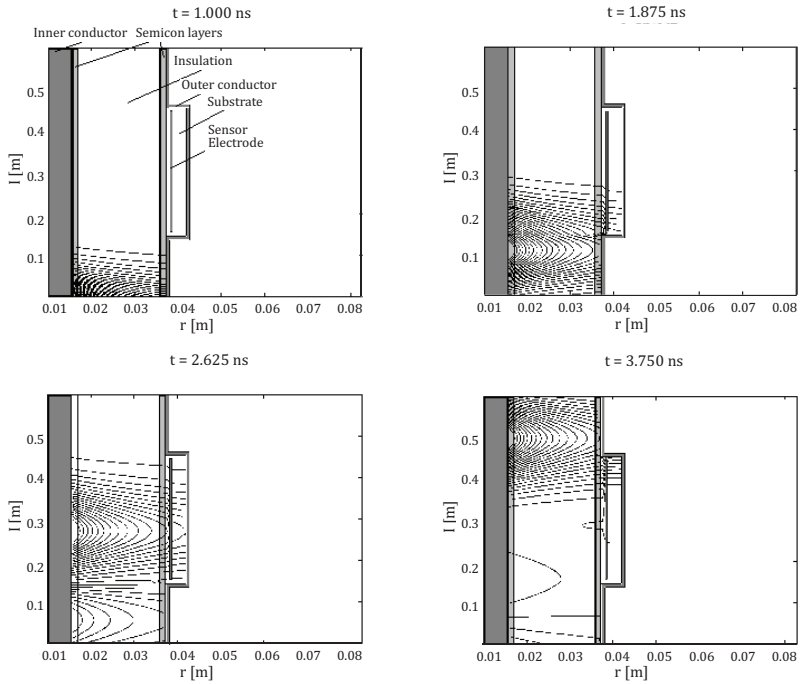 t = 1.000 ns
Inner conductor Semicon layers
Insulation
Outer conductor
Substrate
Sensor
Electrode
0.5
0.4
0.3
0.2
0.1
l [m]
0.01 0.02 0.03 0.04 0.05 0.06 0.07 0.08
r [m]
t = 1.875 ns
0.5
0.4
0.3
0.2
0.1
l [m]
0.01 0.02 0.03 0.04 0.05 0.06 0.07 0.08
r [m]
t = 2.625 ns
0.5
0.4
0.3
0.2
0.1
l [m]
0.01 0.02 0.03 0.04 0.05 0.06 0.07 0.08
r [m]
t = 3.750 ns
0.5
0.4
0.3
0.2
0.1
l [m]
0.01 0.02 0.03 0.04 0.05 0.06 0.07 0.08
r [m]